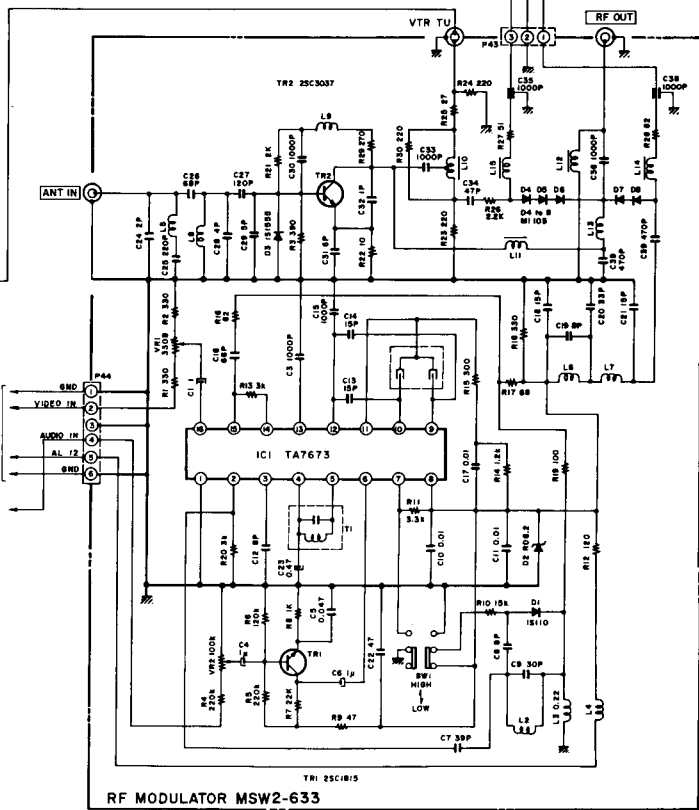 VTR TU
RF OUT
P43
3 2 1
TR2 2SC3037
R24 220
R25 27
C35 1000P
C38 1000P
L9
R21 2K
C30 1000P
R29 270
C33 1000P
R30 220
L10
R27 51
L15
L12
C36 1000P
R28 82
L14
C26 68P
C27 120P
TR2
ANT IN
C34 47P
R26 2.2K
D4 D5 D6
D4 to 8
MI 105
D7 D8
C24 2P
L5
C25 220P
L8
C28 4P
C29 5P
D3 1S1555
R3 390
C32 1P
C31 6P
R22 10
R23 220
L11
L13
C39 470P
R2 330
VR1 330B
R1 330
R16 82
C16 66P
C15 1000P
C14 15P
C3 1000P
C13 15P
R13 3k
C1 1
R15 300
R18 330
C18 15P
C19 8P
C20 33P
C21 15P
L6
L7
R17 68
P44
GND 1
VIDEO IN 2
3
AUDIO IN 4
AL 12 5
GND 6
16 15 14 13 12 11 10 9
IC1 TA7673
1 2 3 4 5 6 7 8
C17 0.01
R14 1.2k
R19 100
R11 3.3k
T1
R20 3k
C12 8P
C23 0.47
C10 0.01
C11 0.01
D2 RD8.2
R12 120
R6 120k
R8 1K
C5 0.047
C4 1µ
VR2 100k
TR1
C22 47
R10 15k
D1 1S110
C8 8P
C9 30P
SW1
HIGH
LOW
R4 220k
R5 220k
R7 22K
C6 1µ
R9 47
L2
L3 0.22
L4
C7 39P
TR1 2SC1815
RF MODULATOR MSW2-633